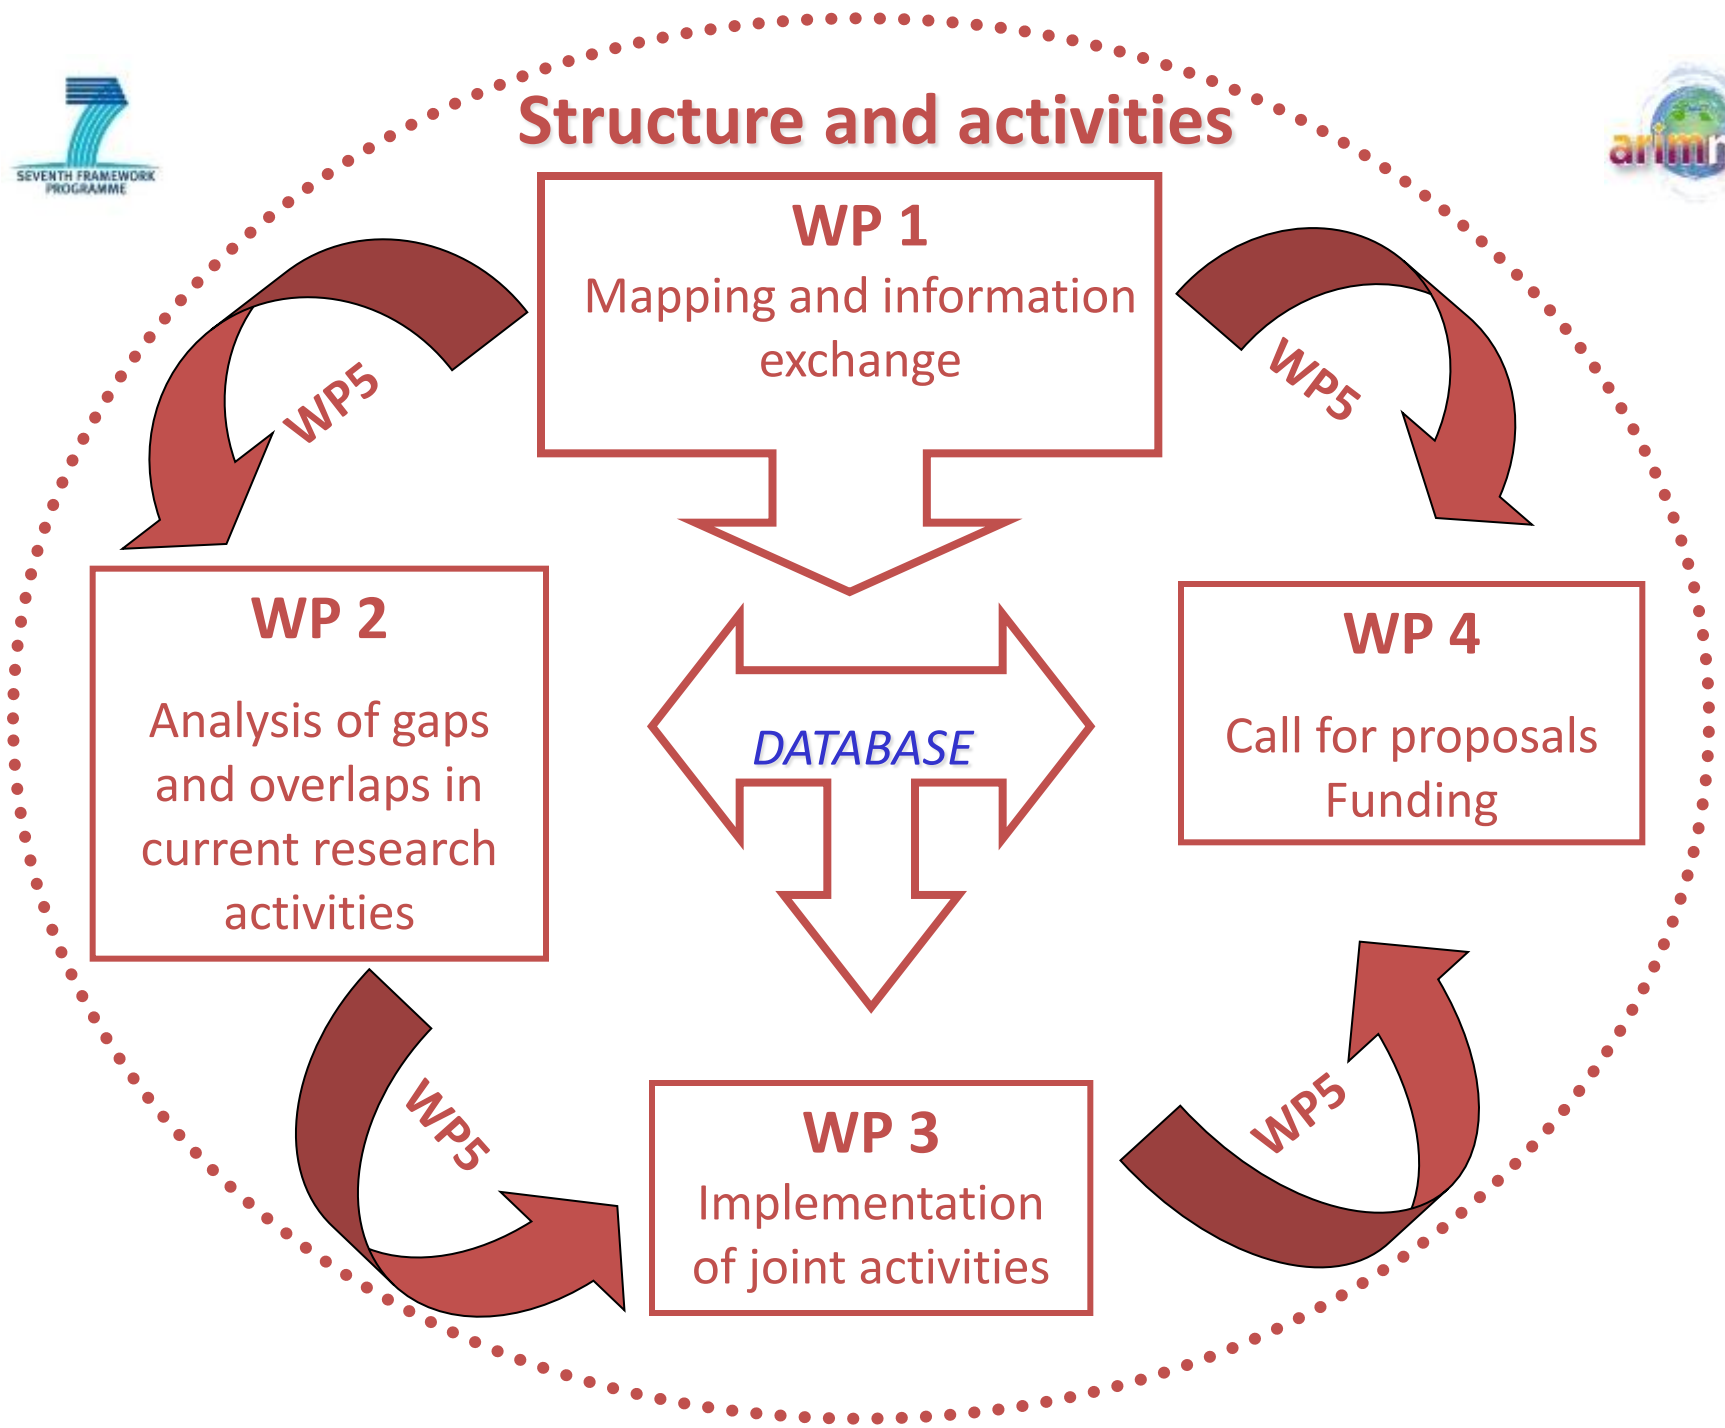 Structure and activities
SEVENTH FRAMEWORK
PROGRAMME
WP 1
Mapping and information
exchange
WP5
WP5
WP 2
Analysis of gaps
and overlaps in
current research
activities
DATABASE
WP 4
Call for proposals
Funding
WP5
WP5
WP 3
Implementation
of joint activities